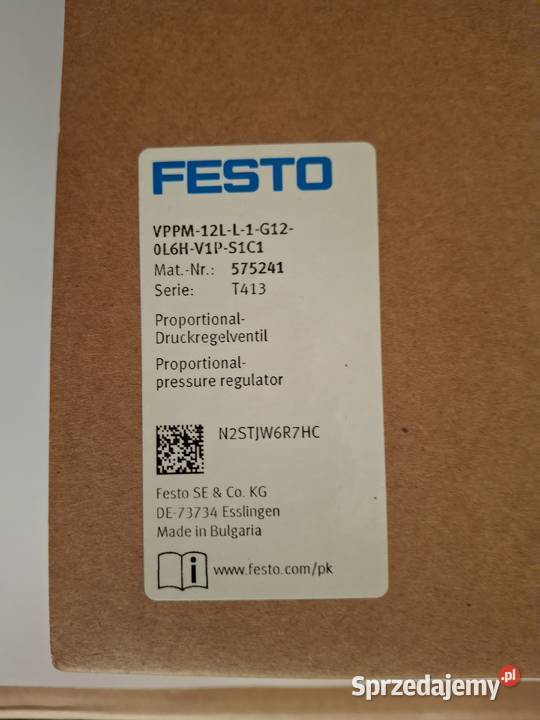 FESTO
VPPM-12L-L-1-G12-
0L6H-V1P-S1C1
Mat.-Nr.: 575241
Serie: T413
Proportional-
Druckregelventil
Proportional-
pressure regulator
N2STJW6R7HC
Festo SE & Co. KG
DE-73734 Esslingen
Made in Bulgaria
i www.festo.com/pk
Sprzedajemy.pl